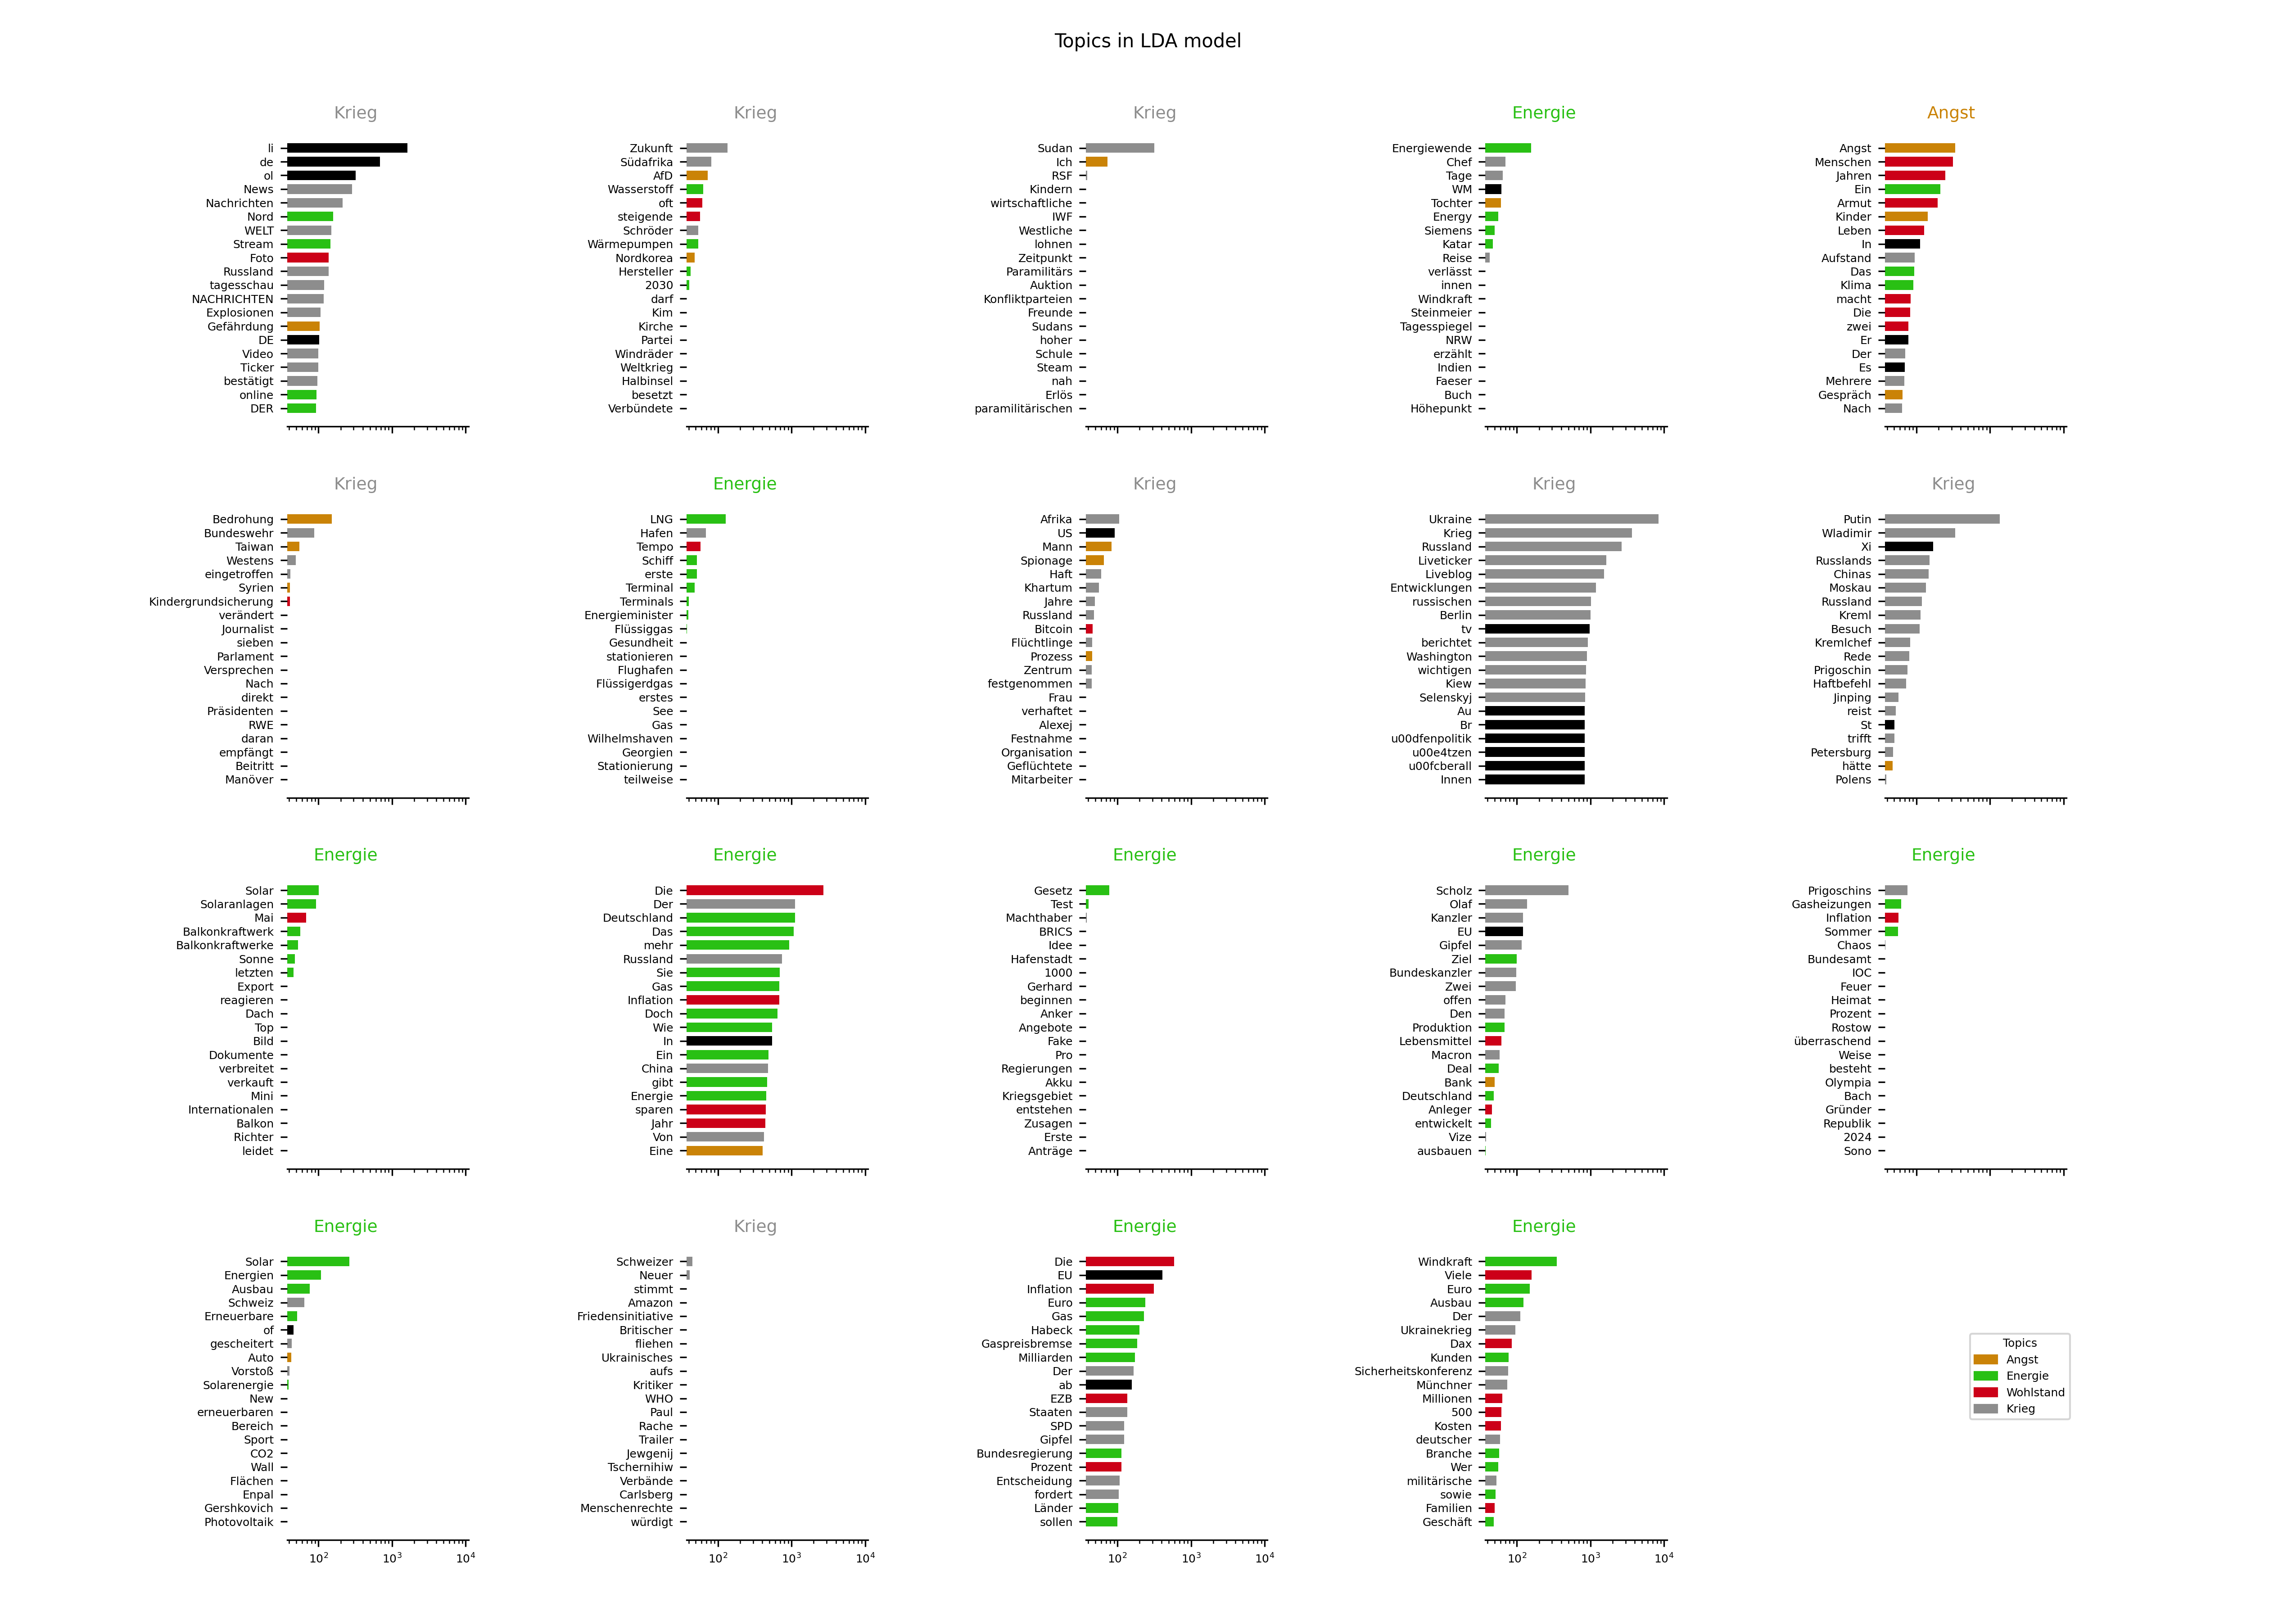 Topics in LDA model
Krieg
li
de
ol
News
Nachrichten
Nord
WELT
Stream
Foto
Russland
tagesschau
NACHRICHTEN
Explosionen
Gefährdung
DE
Video
Ticker
bestätigt
online
DER
Krieg
Zukunft
Südafrika
AfD
Wasserstoff
oft
steigende
Schröder
Wärmepumpen
Nordkorea
Hersteller
2030
darf
Kim
Kirche
Partei
Windräder
Weltkrieg
Halbinsel
besetzt
Verbündete
Krieg
Sudan
Ich
RSF
Kindern
wirtschaftliche
IWF
Westliche
lohnen
Zeitpunkt
Paramilitärs
Auktion
Konfliktparteien
Freunde
Sudans
hoher
Schule
Steam
nah
Erlös
paramilitärischen
Energie
Energiewende
Chef
Tage
WM
Tochter
Energy
Siemens
Katar
Reise
verlässt
innen
Windkraft
Steinmeier
Tagesspiegel
NRW
erzählt
Indien
Faeser
Buch
Höhepunkt
Angst
Angst
Menschen
Jahren
Ein
Armut
Kinder
Leben
In
Aufstand
Das
Klima
macht
Die
zwei
Er
Der
Es
Mehrere
Gespräch
Nach
Krieg
Bedrohung
Bundeswehr
Taiwan
Westens
eingetroffen
Syrien
Kindergrundsicherung
verändert
Journalist
sieben
Parlament
Versprechen
Nach
direkt
Präsidenten
RWE
daran
empfängt
Beitritt
Manöver
Energie
LNG
Hafen
Tempo
Schiff
erste
Terminal
Terminals
Energieminister
Flüssiggas
Gesundheit
stationieren
Flughafen
Flüssigerdgas
erstes
See
Gas
Wilhelmshaven
Georgien
Stationierung
teilweise
Krieg
Afrika
US
Mann
Spionage
Haft
Khartum
Jahre
Russland
Bitcoin
Flüchtlinge
Prozess
Zentrum
festgenommen
Frau
verhaftet
Alexej
Festnahme
Organisation
Geflüchtete
Mitarbeiter
Krieg
Ukraine
Krieg
Russland
Liveticker
Liveblog
Entwicklungen
russischen
Berlin
tv
berichtet
Washington
wichtigen
Kiew
Selenskyj
Au
Br
u00dfenpolitik
u00e4tzen
u00fcberall
Innen
Krieg
Putin
Wladimir
Xi
Russlands
Chinas
Moskau
Russland
Kreml
Besuch
Kremlchef
Rede
Prigoschin
Haftbefehl
Jinping
reist
St
trifft
Petersburg
hätte
Polens
Energie
Solar
Solaranlagen
Mai
Balkonkraftwerk
Balkonkraftwerke
Sonne
letzten
Export
reagieren
Dach
Top
Bild
Dokumente
verbreitet
verkauft
Mini
Internationalen
Balkon
Richter
leidet
Energie
Die
Der
Deutschland
Das
mehr
Russland
Sie
Gas
Inflation
Doch
Wie
In
Ein
China
gibt
Energie
sparen
Jahr
Von
Eine
Energie
Gesetz
Test
Machthaber
BRICS
Idee
Hafenstadt
1000
Gerhard
beginnen
Anker
Angebote
Fake
Pro
Regierungen
Akku
Kriegsgebiet
entstehen
Zusagen
Erste
Anträge
Energie
Scholz
Olaf
Kanzler
EU
Gipfel
Ziel
Bundeskanzler
Zwei
offen
Den
Produktion
Lebensmittel
Macron
Deal
Bank
Deutschland
Anleger
entwickelt
Vize
ausbauen
Energie
Prigoschins
Gasheizungen
Inflation
Sommer
Chaos
Bundesamt
IOC
Feuer
Heimat
Prozent
Rostow
überraschend
Weise
besteht
Olympia
Bach
Gründer
Republik
2024
Sono
Energie
Solar
Energien
Ausbau
Schweiz
Erneuerbare
of
gescheitert
Auto
Vorstoß
Solarenergie
New
erneuerbaren
Bereich
Sport
CO2
Wall
Flächen
Enpal
Gershkovich
Photovoltaik
10² 10³ 10⁴
Krieg
Schweizer
Neuer
stimmt
Amazon
Friedensinitiative
Britischer
fliehen
Ukrainisches
aufs
Kritiker
WHO
Paul
Rache
Trailer
Jewgenij
Tschernihiw
Verbände
Carlsberg
Menschenrechte
würdigt
10² 10³ 10⁴
Energie
Die
EU
Inflation
Euro
Gas
Habeck
Gaspreisbremse
Milliarden
Der
ab
EZB
Staaten
SPD
Gipfel
Bundesregierung
Prozent
Entscheidung
fordert
Länder
sollen
10² 10³ 10⁴
Energie
Windkraft
Viele
Euro
Ausbau
Der
Ukrainekrieg
Dax
Kunden
Sicherheitskonferenz
Münchner
Millionen
500
Kosten
deutscher
Branche
Wer
militärische
sowie
Familien
Geschäft
10² 10³ 10⁴
Topics
Angst
Energie
Wohlstand
Krieg